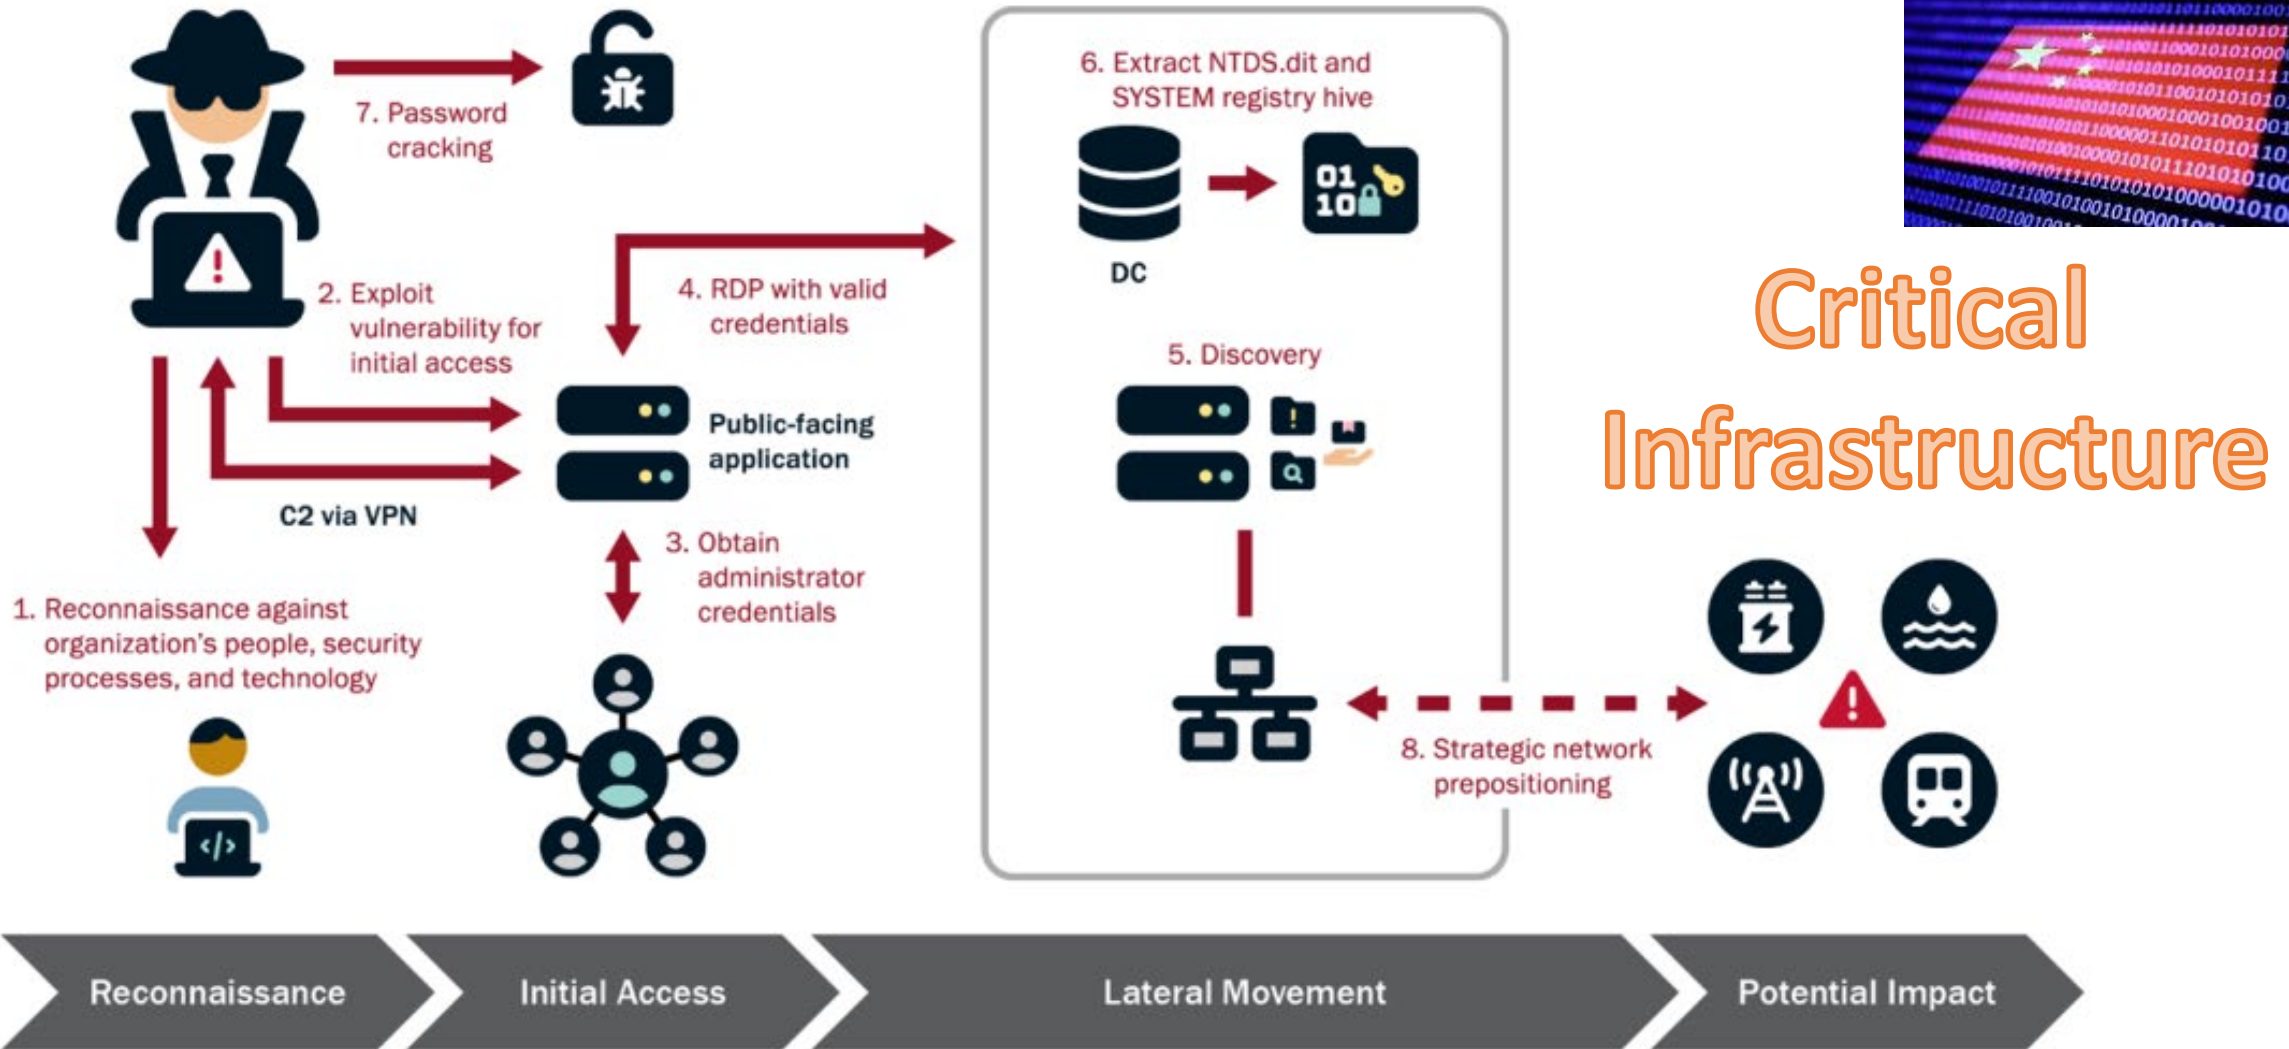 7. Password
cracking
2. Exploit
vulnerability for
initial access
C2 via VPN
1. Reconnaissance against
organization's people, security
processes, and technology
</>
4. RDP with valid
credentials
Public-facing
application
3. Obtain
administrator
credentials
6. Extract NTDS.dit and
SYSTEM registry hive
01
10
DC
5. Discovery
8. Strategic network
prepositioning
Critical
Infrastructure
Reconnaissance
Initial Access
Lateral Movement
Potential Impact